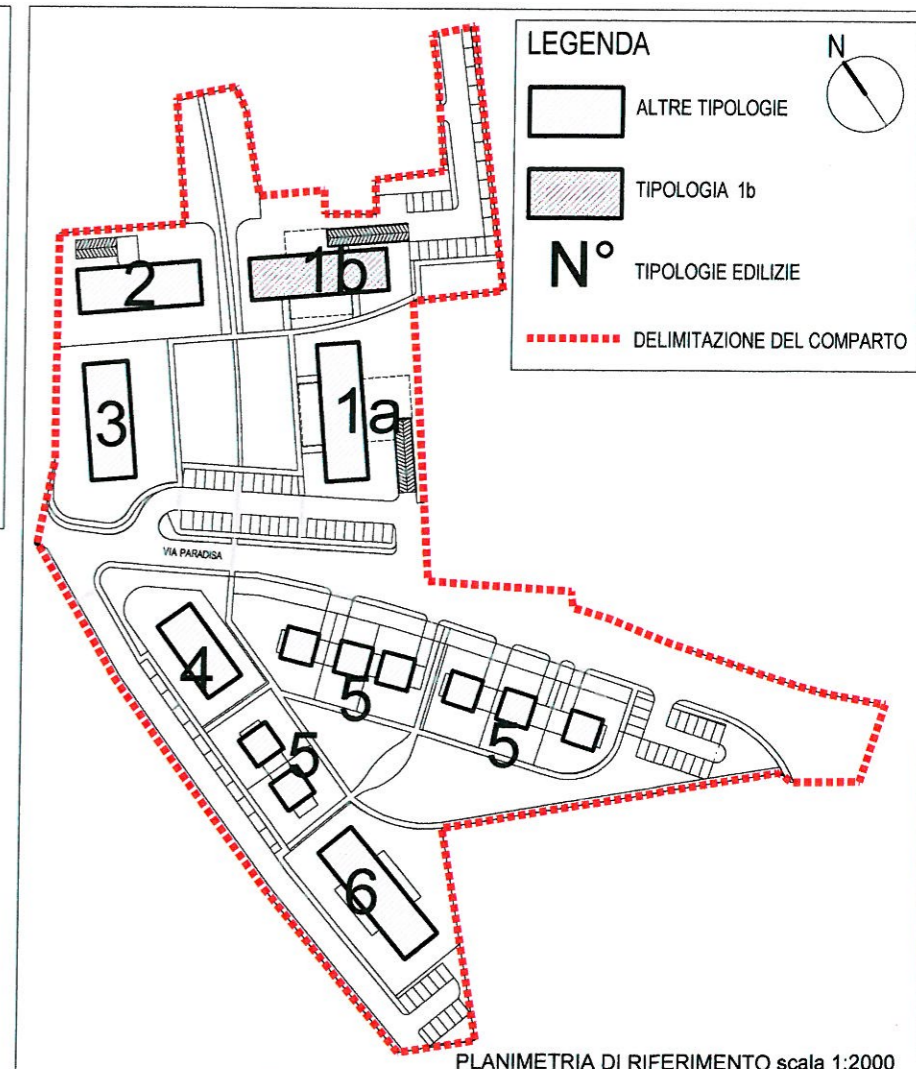 LEGENDA
N
ALTRE TIPOLOGIE
TIPOLOGIA 1b
N° TIPOLOGIE EDILIZIE
DELIMITAZIONE DEL COMPARTO
2
1b
3
1a
VIA PARADISA
4
5
5
5
6
PLANIMETRIA DI RIFERIMENTO scala 1:2000